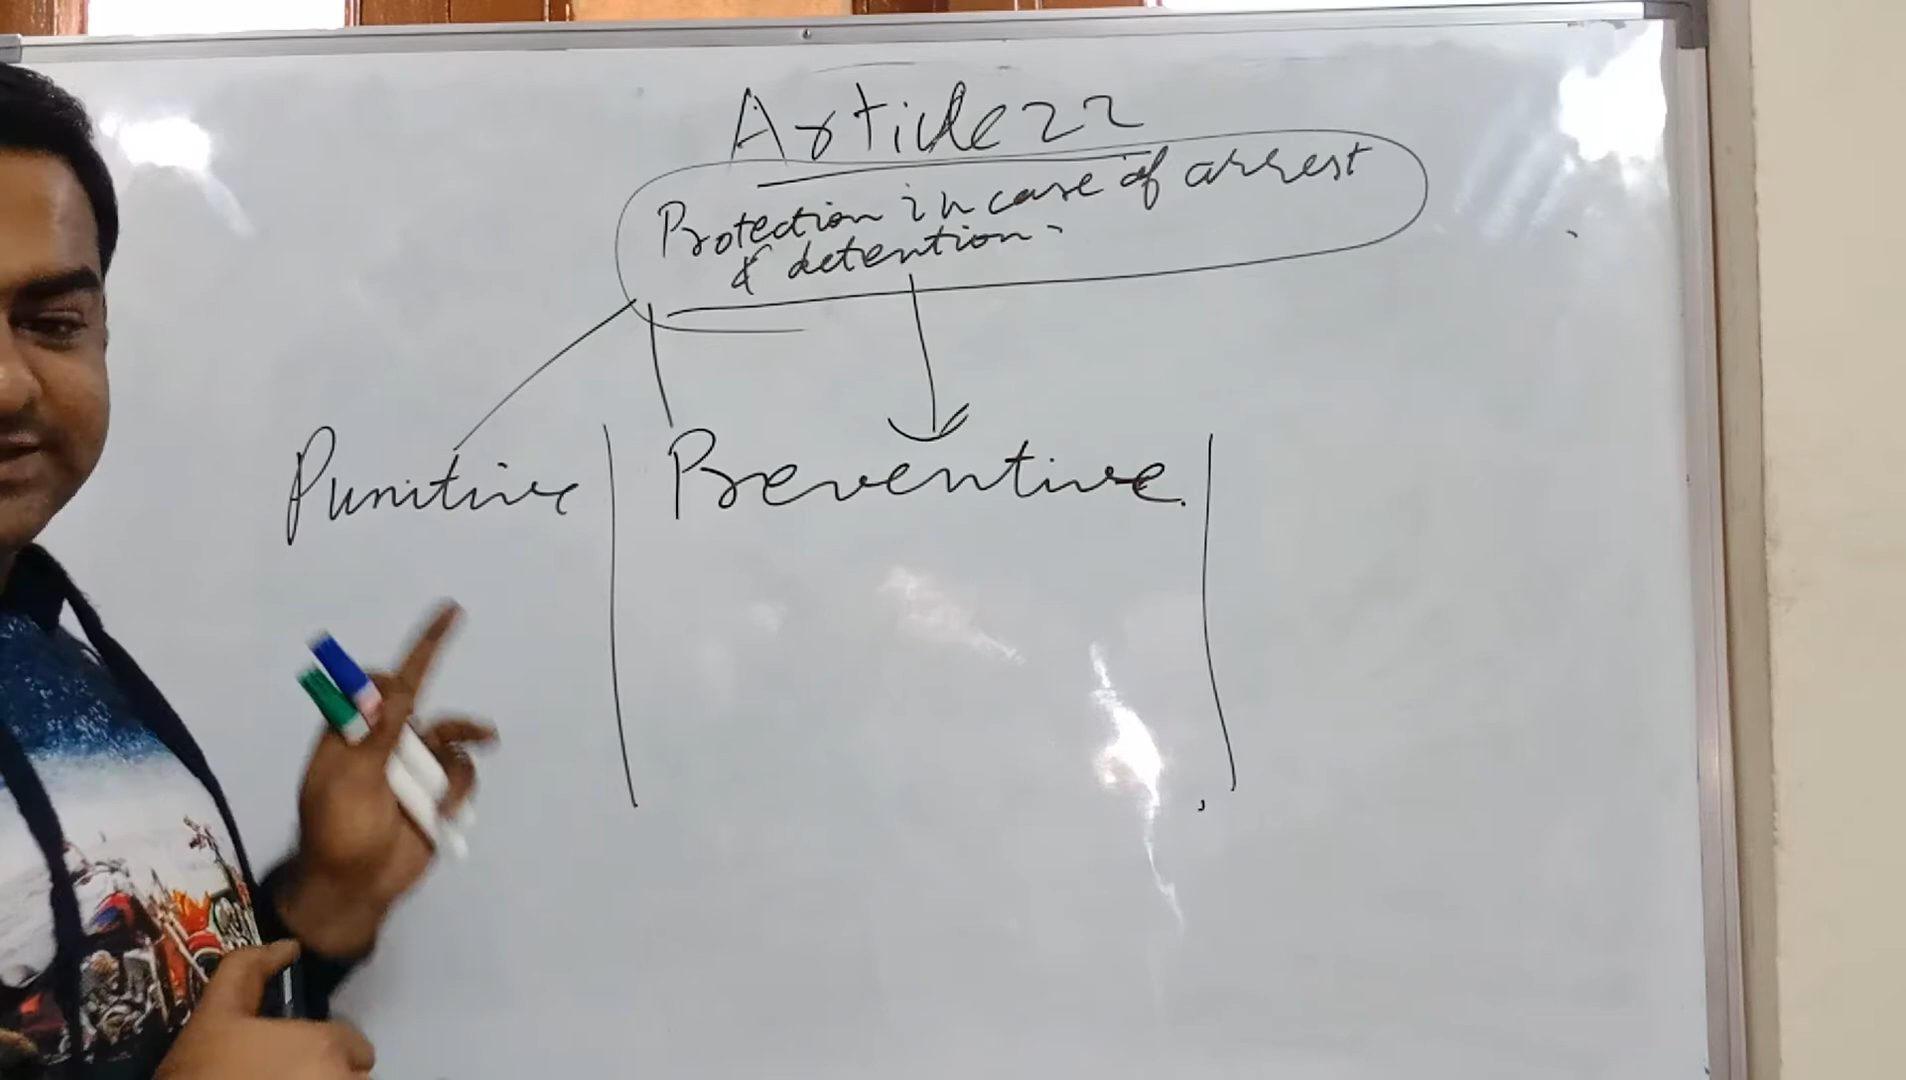 Article 22
Protection in case of arrest
& detention.
Punitive
Preventive.